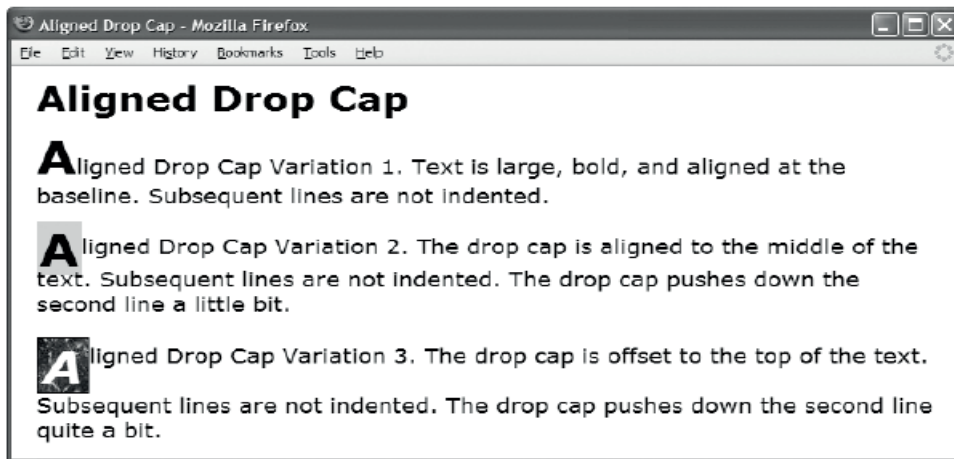 Aligned Drop Cap - Mozilla Firefox
File Edit View History Bookmarks Tools Help
Aligned Drop Cap
Aligned Drop Cap Variation 1. Text is large, bold, and aligned at the
baseline. Subsequent lines are not indented.
Aligned Drop Cap Variation 2. The drop cap is aligned to the middle of the
text. Subsequent lines are not indented. The drop cap pushes down the
second line a little bit.
Aligned Drop Cap Variation 3. The drop cap is offset to the top of the text.
Subsequent lines are not indented. The drop cap pushes down the second line
quite a bit.